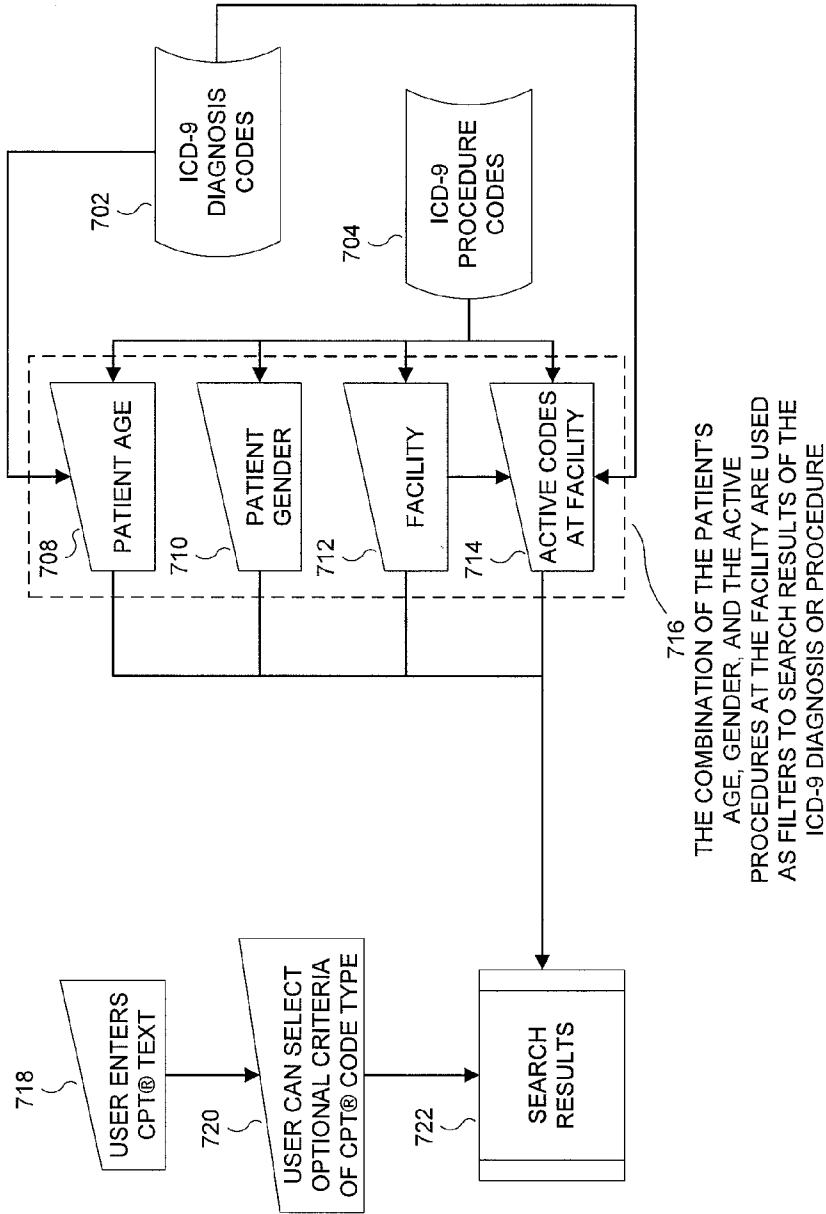 702
ICD-9
DIAGNOSIS
CODES
704
ICD-9
PROCEDURE
CODES
708
PATIENT AGE
710
PATIENT
GENDER
712
FACILITY
714
ACTIVE CODES
AT FACILITY
716
THE COMBINATION OF THE PATIENT'S
AGE, GENDER, AND THE ACTIVE
PROCEDURES AT THE FACILITY ARE USED
AS FILTERS TO SEARCH RESULTS OF THE
ICD-9 DIAGNOSIS OR PROCEDURE
718
USER ENTERS
CPT® TEXT
720
USER CAN SELECT
OPTIONAL CRITERIA
OF CPT® CODE TYPE
722
SEARCH
RESULTS